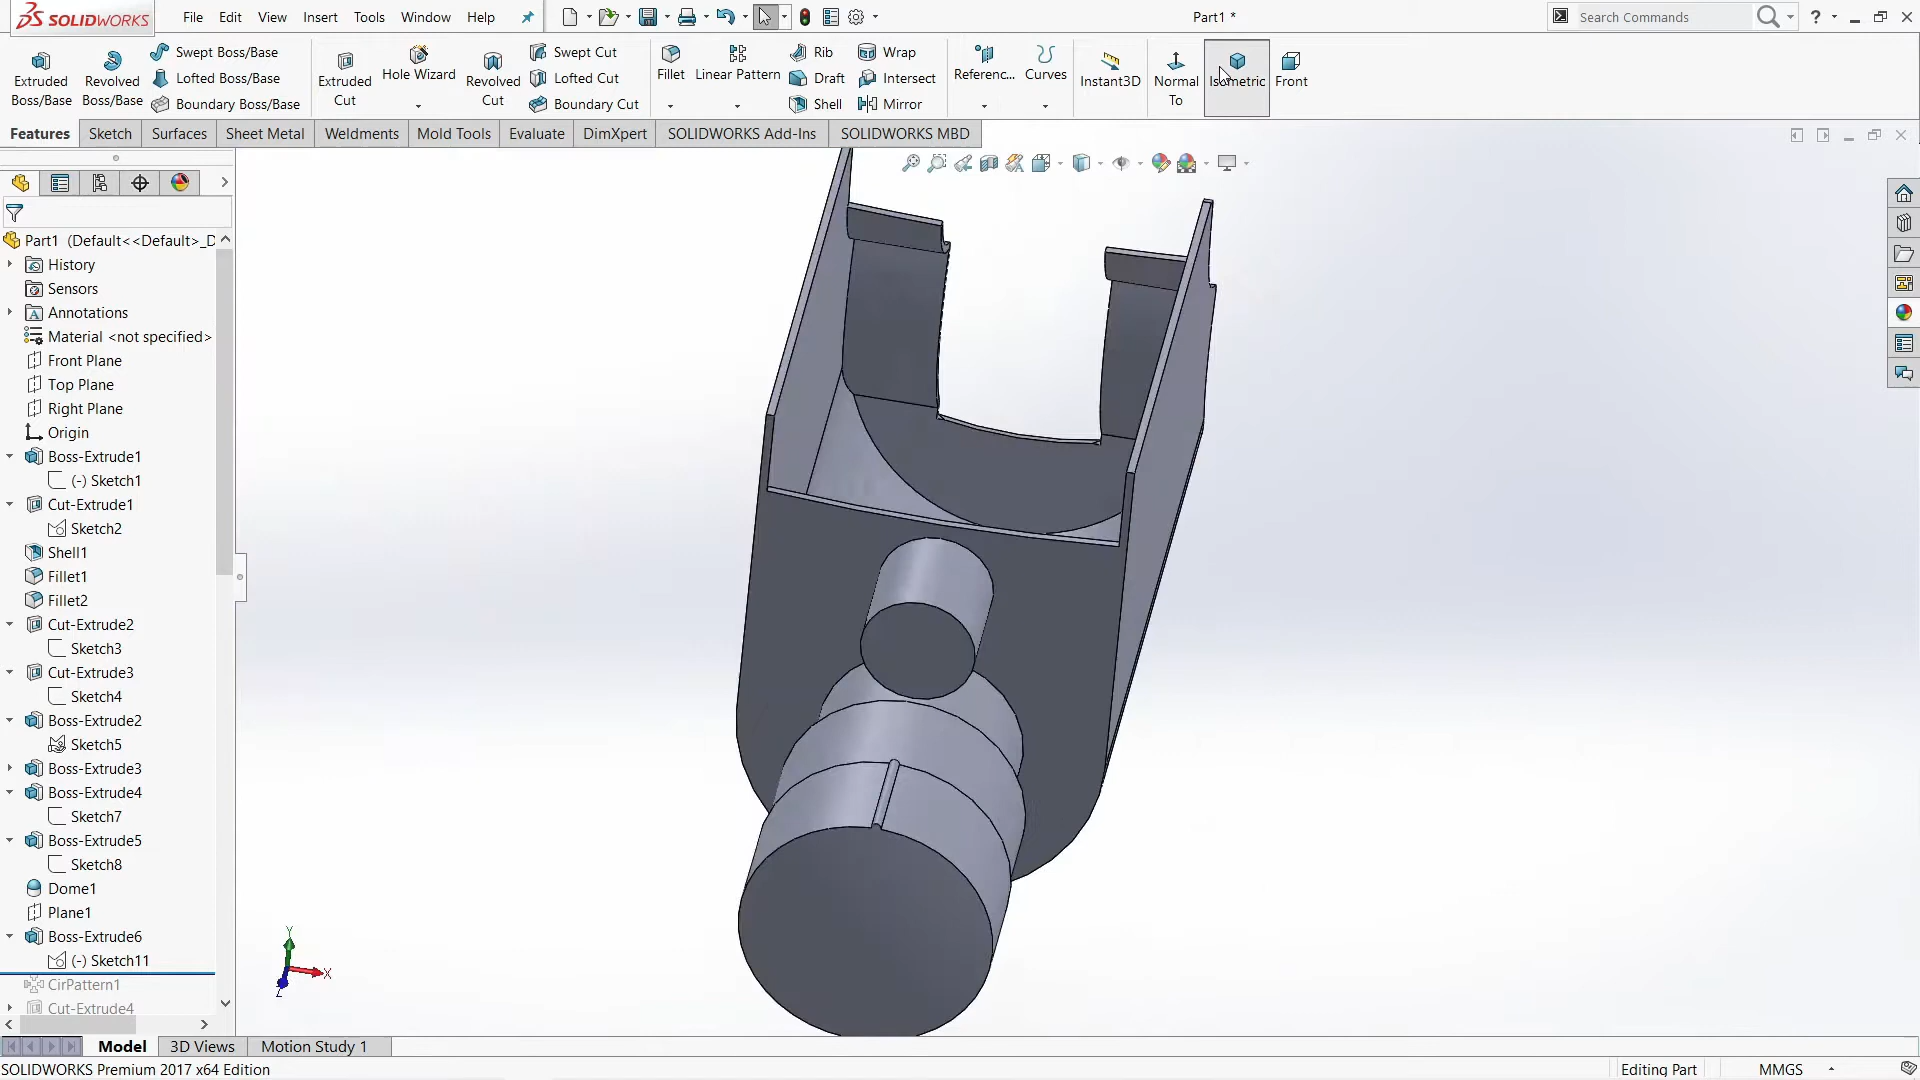 SOLIDWORKS File Edit View Insert Tools Window Help Part1 * Search Commands
Extruded Boss/Base
Revolved Boss/Base
Swept Boss/Base
Lofted Boss/Base
Boundary Boss/Base
Extruded Cut
Hole Wizard
Revolved Cut
Swept Cut
Lofted Cut
Boundary Cut
Fillet
Linear Pattern
Rib
Draft
Shell
Wrap
Intersect
Mirror
Referenc...
Curves
Instant3D
Normal To
Isometric
Front
Features Sketch Surfaces Sheet Metal Weldments Mold Tools Evaluate DimXpert SOLIDWORKS Add-Ins SOLIDWORKS MBD
Part1 (Default<<Default>_D
History
Sensors
Annotations
Material <not specified>
Front Plane
Top Plane
Right Plane
Origin
Boss-Extrude1
(-) Sketch1
Cut-Extrude1
Sketch2
Shell1
Fillet1
Fillet2
Cut-Extrude2
Sketch3
Cut-Extrude3
Sketch4
Boss-Extrude2
Sketch5
Boss-Extrude3
Boss-Extrude4
Sketch7
Boss-Extrude5
Sketch8
Dome1
Plane1
Boss-Extrude6
(-) Sketch11
CirPattern1
Cut-Extrude4
Y
X
Z
Model 3D Views Motion Study 1
SOLIDWORKS Premium 2017 x64 Edition Editing Part MMGS